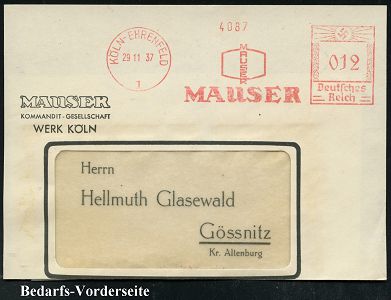 4087
KÖLN-EHRENFELD
29 11 37
1
MAUSER
MAUSER
MAUSER
012
Deutsches
Reich
MAUSER
KOMMANDIT-GESELLSCHAFT
WERK KÖLN
Herrn
Hellmuth Glasewald
Gössnitz
Kr. Altenburg
Bedarfs-Vorderseite